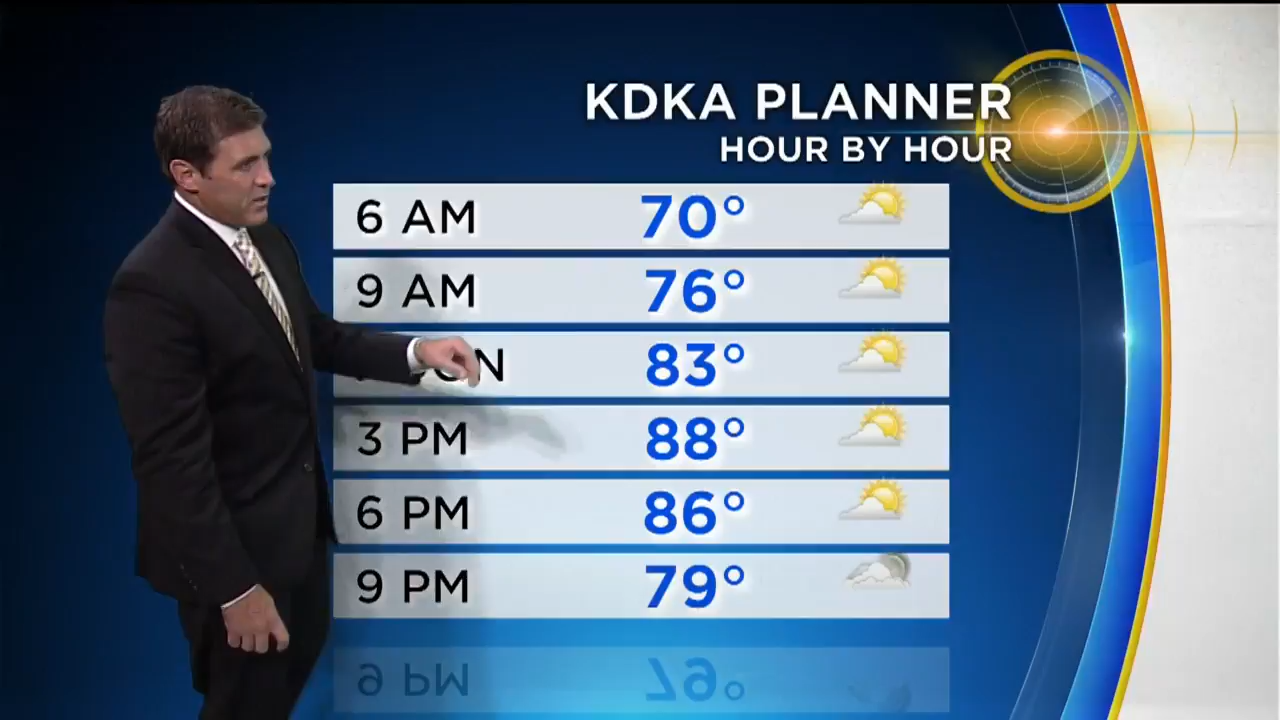 KDKA PLANNER
HOUR BY HOUR
6 AM 70°
9 AM 76°
NOON 83°
3 PM 88°
6 PM 86°
9 PM 79°